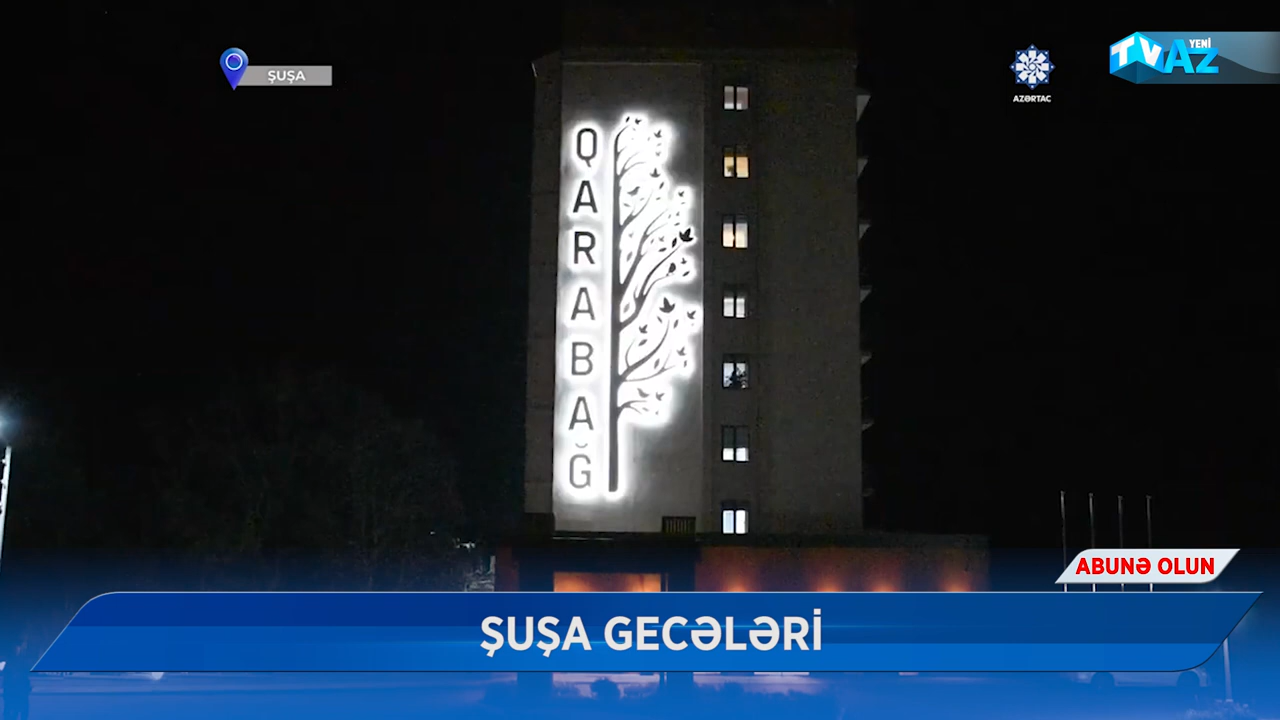 ŞUŞA
AZƏRTAC
TV YENİ
AZ
QARABAĞ
ABUNƏ OLUN
ŞUŞA GECƏLƏRİ